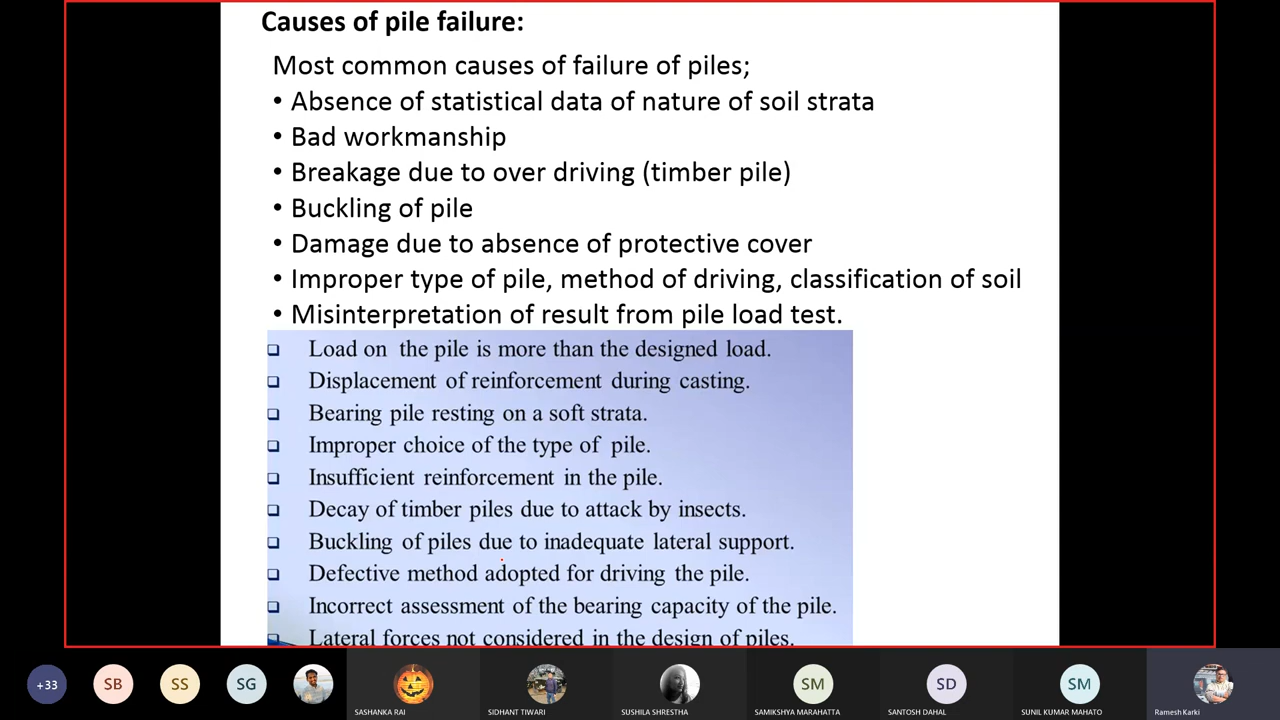 Causes of pile failure:
Most common causes of failure of piles;
• Absence of statistical data of nature of soil strata
• Bad workmanship
• Breakage due to over driving (timber pile)
• Buckling of pile
• Damage due to absence of protective cover
• Improper type of pile, method of driving, classification of soil
• Misinterpretation of result from pile load test.
❑ Load on the pile is more than the designed load.
❑ Displacement of reinforcement during casting.
❑ Bearing pile resting on a soft strata.
❑ Improper choice of the type of pile.
❑ Insufficient reinforcement in the pile.
❑ Decay of timber piles due to attack by insects.
❑ Buckling of piles due to inadequate lateral support.
❑ Defective method adopted for driving the pile.
❑ Incorrect assessment of the bearing capacity of the pile.
❑ Lateral forces not considered in the design of piles.
+33 SB SS SG SM SD SM
SASHANKA RAI SIDHANT TIWARI SUSHILA SHRESTHA SAMIKSHYA MARAHATTA SANTOSH DAHAL SUNIL KUMAR MAHATO Ramesh Karki